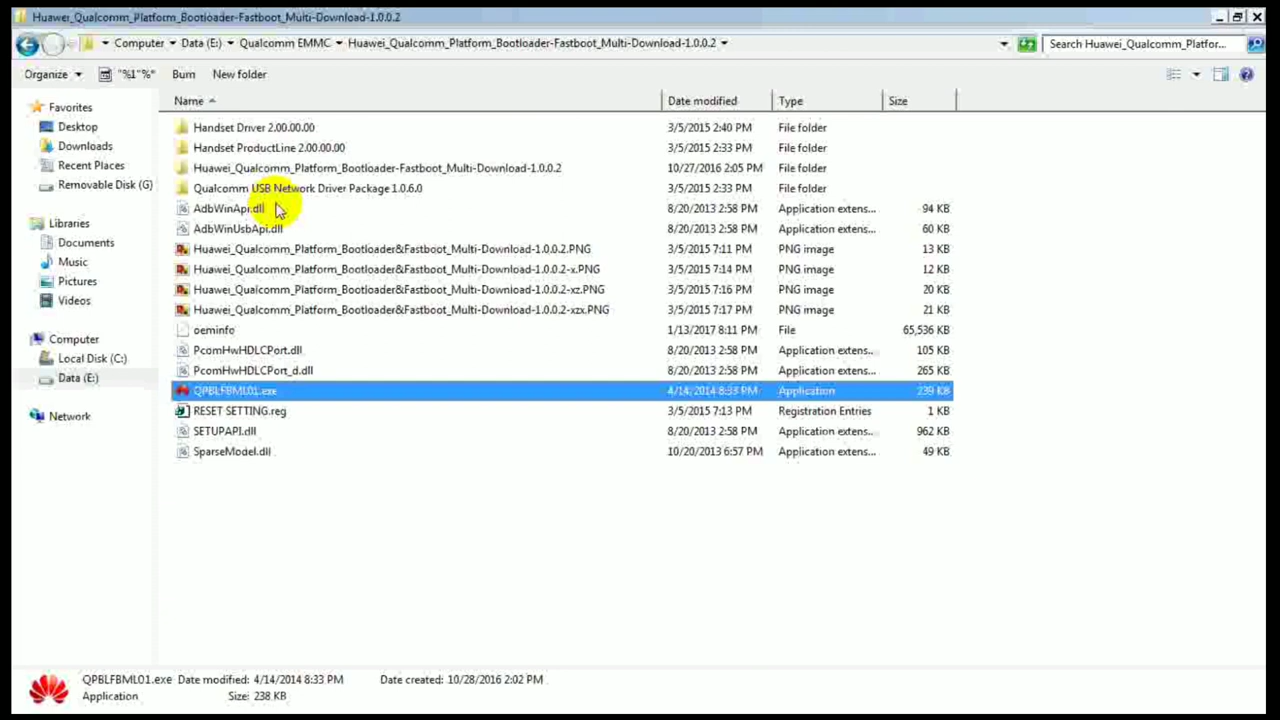 Huawei_Qualcomm_Platform_Bootloader-Fastboot_Multi-Download-1.0.0.2
Computer Data (E:) Qualcomm EMMC Huawei_Qualcomm_Platform_Bootloader-Fastboot_Multi-Download-1.0.0.2 Search Huawei_Qualcomm_Platfor...
Organize "%1"%* Burn New folder
Name Date modified Type Size
Favorites
Desktop
Downloads
Recent Places
Removable Disk (G)
Libraries
Documents
Music
Pictures
Videos
Computer
Local Disk (C:)
Data (E:)
Network
Handset Driver 2.00.00.00 3/5/2015 2:40 PM File folder
Handset ProductLine 2.00.00.00 3/5/2015 2:33 PM File folder
Huawei_Qualcomm_Platform_Bootloader-Fastboot_Multi-Download-1.0.0.2 10/27/2016 2:05 PM File folder
Qualcomm USB Network Driver Package 1.0.6.0 3/5/2015 2:33 PM File folder
AdbWinApi.dll 8/20/2013 2:58 PM Application extens... 94 KB
AdbWinUsbApi.dll 8/20/2013 2:58 PM Application extens... 60 KB
Huawei_Qualcomm_Platform_Bootloader&Fastboot_Multi-Download-1.0.0.2.PNG 3/5/2015 7:11 PM PNG image 13 KB
Huawei_Qualcomm_Platform_Bootloader&Fastboot_Multi-Download-1.0.0.2-x.PNG 3/5/2015 7:14 PM PNG image 12 KB
Huawei_Qualcomm_Platform_Bootloader&Fastboot_Multi-Download-1.0.0.2-xz.PNG 3/5/2015 7:16 PM PNG image 20 KB
Huawei_Qualcomm_Platform_Bootloader&Fastboot_Multi-Download-1.0.0.2-xzx.PNG 3/5/2015 7:17 PM PNG image 21 KB
oeminfo 1/13/2017 8:11 PM File 65,536 KB
PcomHwHDLCPort.dll 8/20/2013 2:58 PM Application extens... 105 KB
PcomHwHDLCPort_d.dll 8/20/2013 2:58 PM Application extens... 265 KB
QPBLFBML01.exe 4/14/2014 8:33 PM Application 239 KB
RESET SETTING.reg 3/5/2015 7:13 PM Registration Entries 1 KB
SETUPAPI.dll 8/20/2013 2:58 PM Application extens... 962 KB
SparseModel.dll 10/20/2013 6:57 PM Application extens... 49 KB
QPBLFBML01.exe Date modified: 4/14/2014 8:33 PM Date created: 10/28/2016 2:02 PM
Application Size: 238 KB